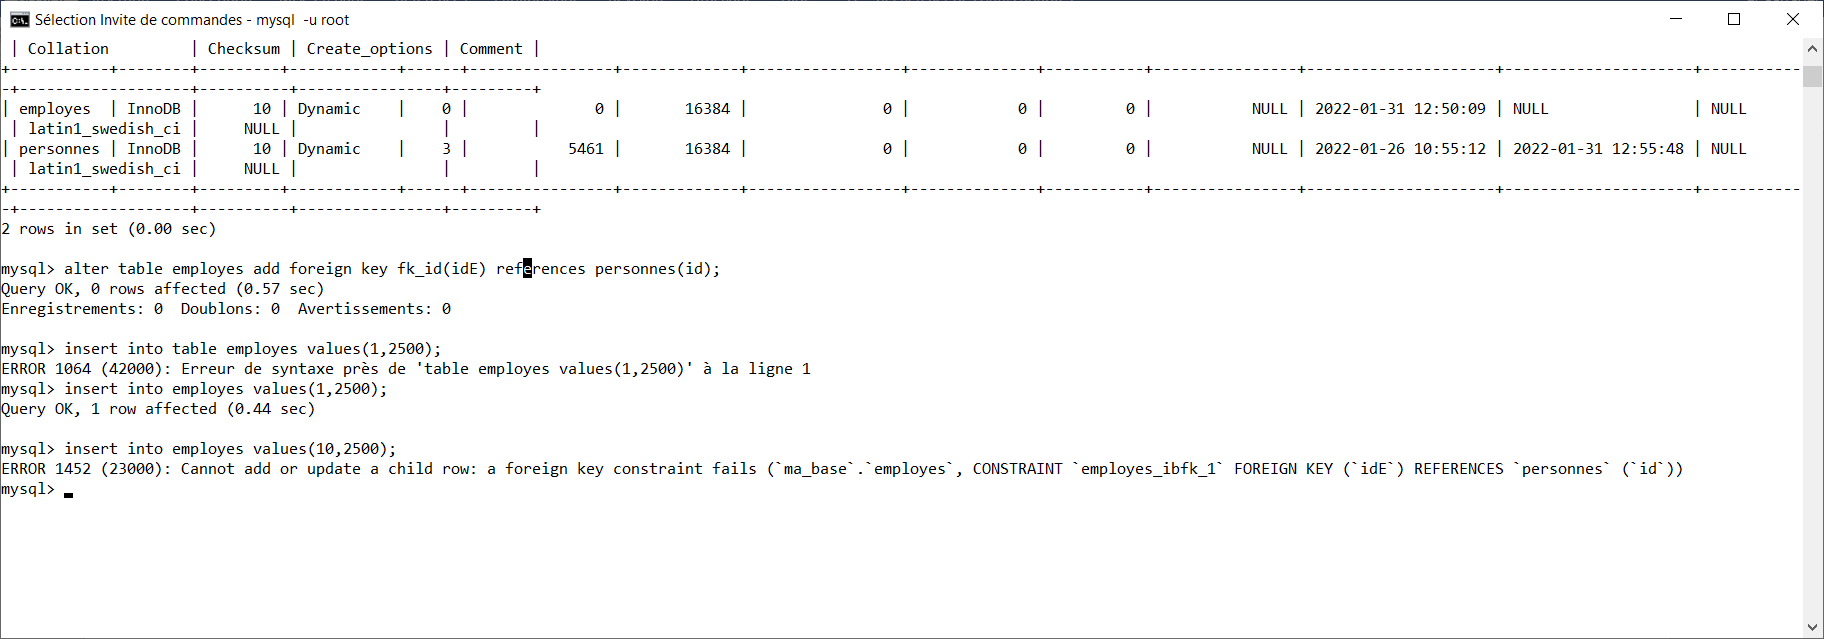 Sélection Invite de commandes - mysql  -u root
 | Collation         | Checksum | Create_options | Comment |
+-----------+--------+---------+------------+------+----------------+-------------+-----------------+--------------+-----------+----------------+---------------------+---------------------+-----------
-+-------------------+----------+----------------+---------+
| employes  | InnoDB |      10 | Dynamic    |    0 |              0 |       16384 |               0 |            0 |         0 |           NULL | 2022-01-31 12:50:09 | NULL                | NULL
 | latin1_swedish_ci |     NULL |                |         |
| personnes | InnoDB |      10 | Dynamic    |    3 |           5461 |       16384 |               0 |            0 |         0 |           NULL | 2022-01-26 10:55:12 | 2022-01-31 12:55:48 | NULL
 | latin1_swedish_ci |     NULL |                |         |
+-----------+--------+---------+------------+------+----------------+-------------+-----------------+--------------+-----------+----------------+---------------------+---------------------+-----------
-+-------------------+----------+----------------+---------+
2 rows in set (0.00 sec)
mysql> alter table employes add foreign key fk_id(idE) references personnes(id);
Query OK, 0 rows affected (0.57 sec)
Enregistrements: 0  Doublons: 0  Avertissements: 0
mysql> insert into table employes values(1,2500);
ERROR 1064 (42000): Erreur de syntaxe près de 'table employes values(1,2500)' à la ligne 1
mysql> insert into employes values(1,2500);
Query OK, 1 row affected (0.44 sec)
mysql> insert into employes values(10,2500);
ERROR 1452 (23000): Cannot add or update a child row: a foreign key constraint fails (`ma_base`.`employes`, CONSTRAINT `employes_ibfk_1` FOREIGN KEY (`idE`) REFERENCES `personnes` (`id`))
mysql>